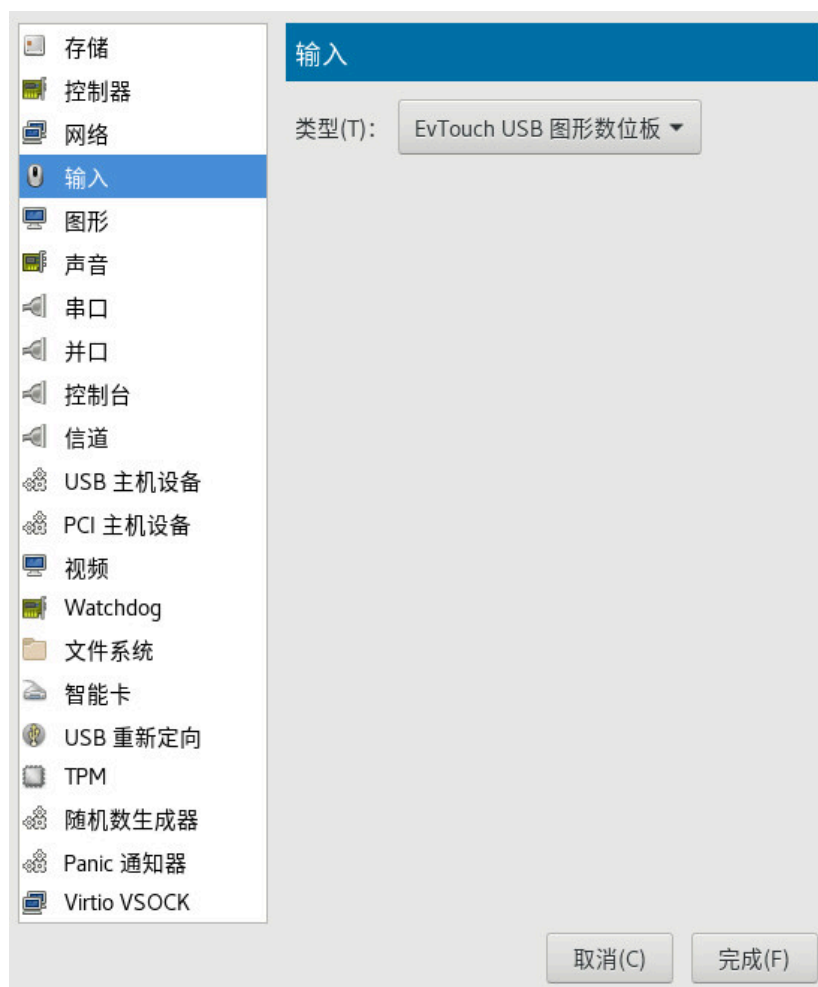 存储
控制器
网络
输入
图形
声音
串口
并口
控制台
信道
USB 主机设备
PCI 主机设备
视频
Watchdog
文件系统
智能卡
USB 重新定向
TPM
随机数生成器
Panic 通知器
Virtio VSOCK
输入
类型(T)： EvTouch USB 图形数位板
取消(C) 完成(F)